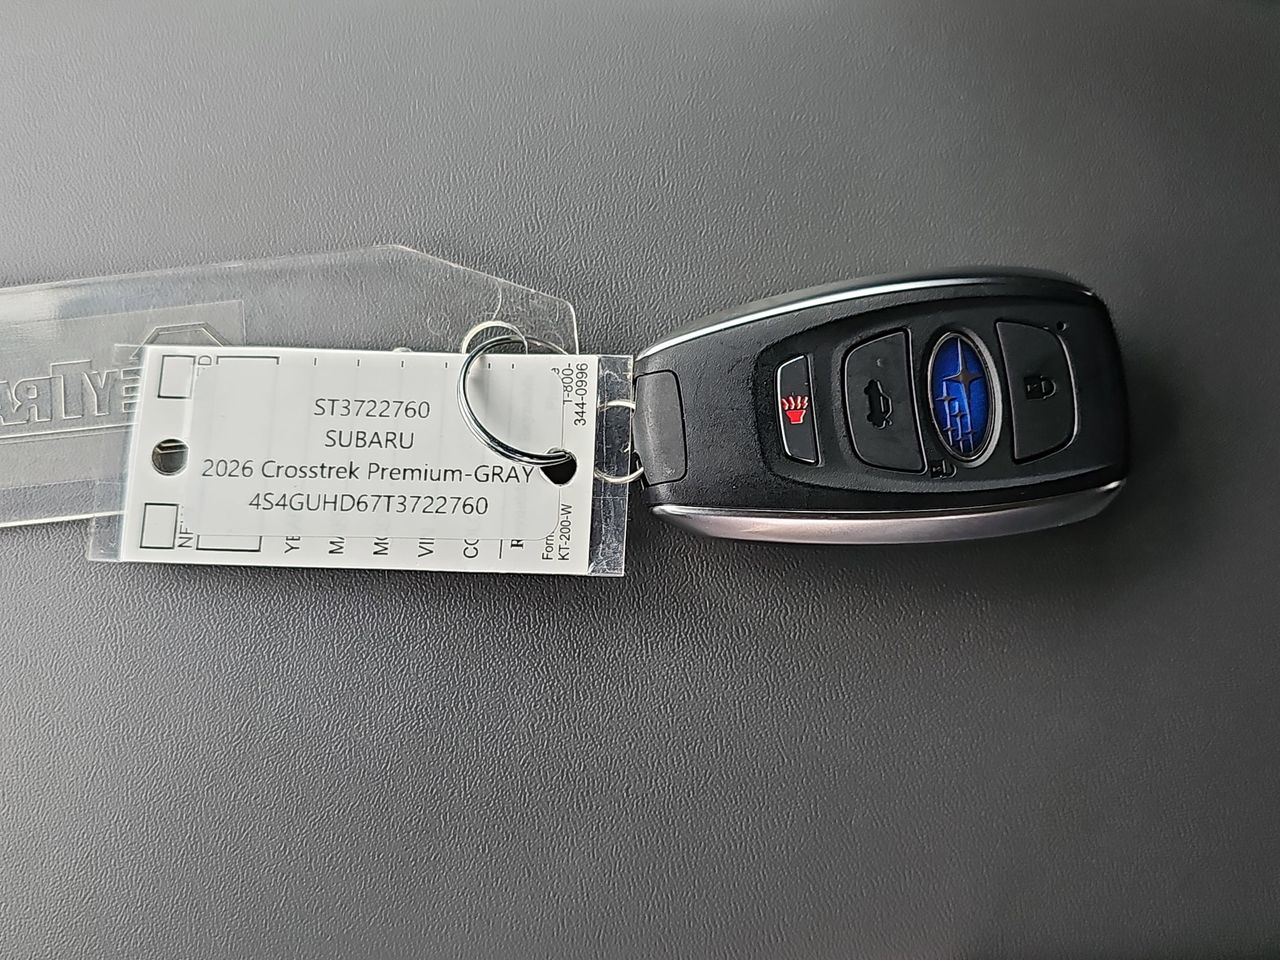 ST3722760
SUBARU
2026 Crosstrek Premium-GRAY
4S4GUHD67T3722760
1-800-
344-0996
KT-200-W